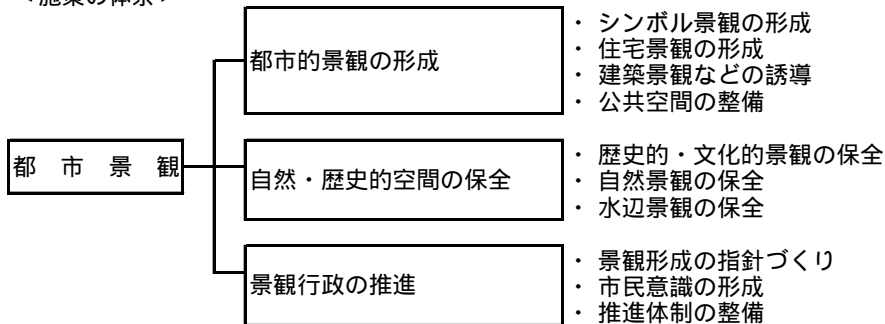 都市的景観の形成
・ シンボル景観の形成
・ 住宅景観の形成
・ 建築景観などの誘導
・ 公共空間の整備
都 市 景 観
自然・歴史的空間の保全
・ 歴史的・文化的景観の保全
・ 自然景観の保全
・ 水辺景観の保全
景観行政の推進
・ 景観形成の指針づくり
・ 市民意識の形成
・ 推進体制の整備